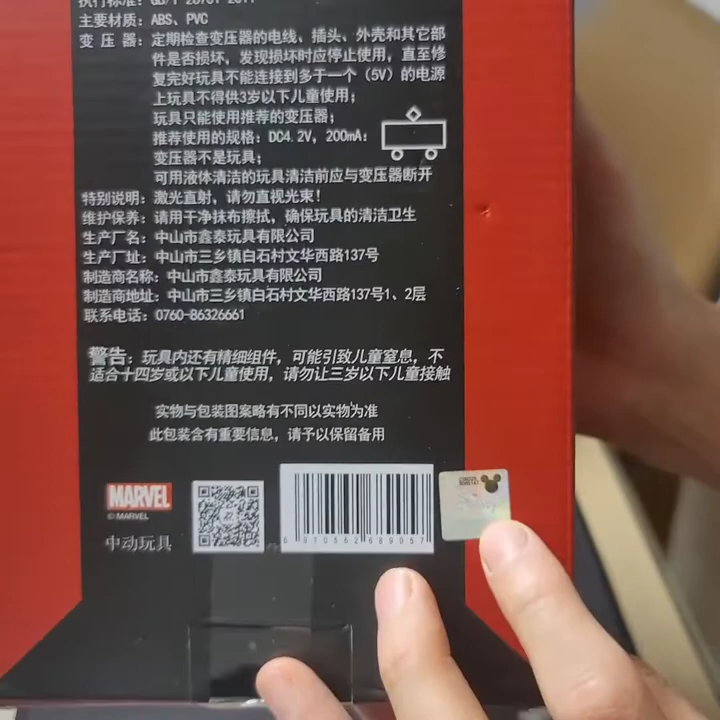 主要材质：ABS、PVC
变 压 器：定期检查变压器的电线、插头、外壳和其它部
件是否损坏，发现损坏时应停止使用，直至修
复完好玩具不能连接到多于一个（5V）的电源
上玩具不得供3岁以下儿童使用；
玩具只能使用推荐的变压器；
推荐使用的规格：DC4.2V，200mA：
变压器不是玩具；
可用液体清洁的玩具清洁前应与变压器断开
特别说明：激光直射，请勿直视光束！
维护保养：请用干净抹布擦拭，确保玩具的清洁卫生
生产厂名：中山市鑫泰玩具有限公司
生产厂址：中山市三乡镇白石村文华西路137号
制造商名称：中山市鑫泰玩具有限公司
制造商地址：中山市三乡镇白石村文华西路137号1、2层
联系电话：0760-86326661
警告：玩具内还有精细组件，可能引致儿童窒息，不
适合十四岁或以下儿童使用，请勿让三岁以下儿童接触
实物与包装图案略有不同以实物为准
此包装含有重要信息，请予以保留备用
MARVEL
© MARVEL
中动玩具
6 970562 689057